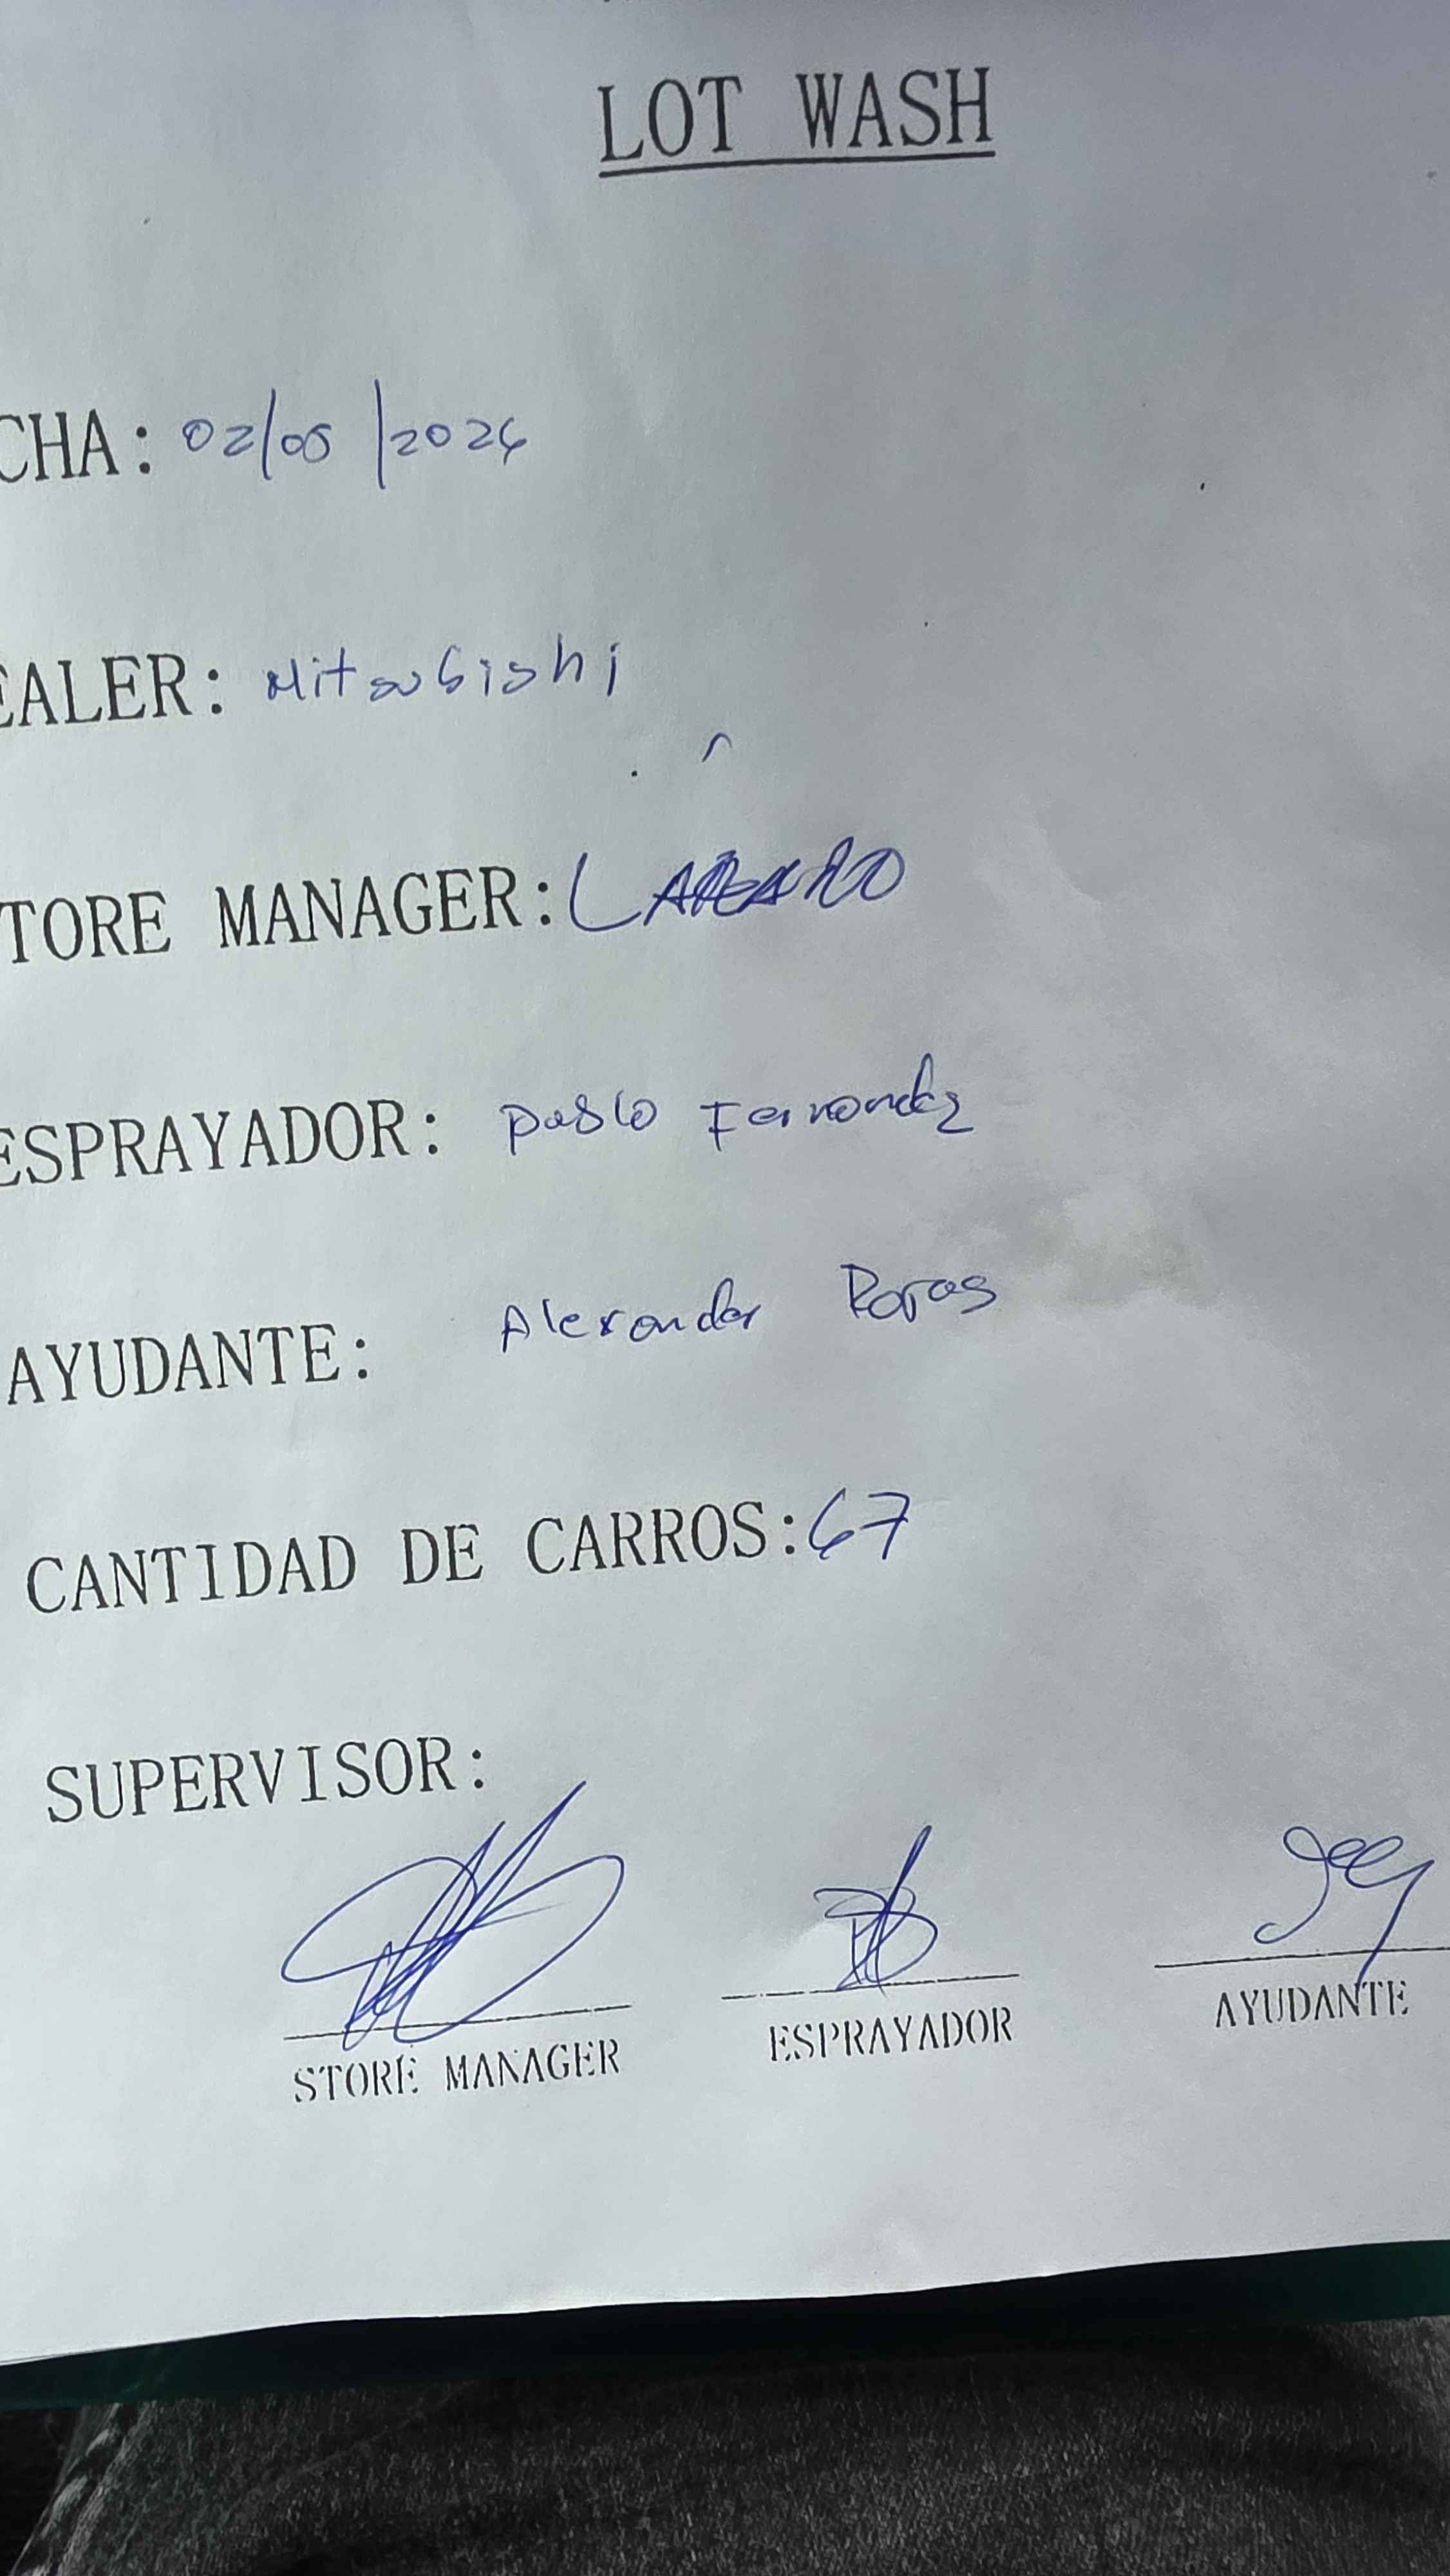 LOT WASH
CHA: 02/05/2024
EALER: Mitsubishi
TORE MANAGER:
ESPRAYADOR: Pablo Fernandez
AYUDANTE: Alexander Rojas
CANTIDAD DE CARROS: 67
SUPERVISOR:
STORE MANAGER ESPRAYADOR AYUDANTE